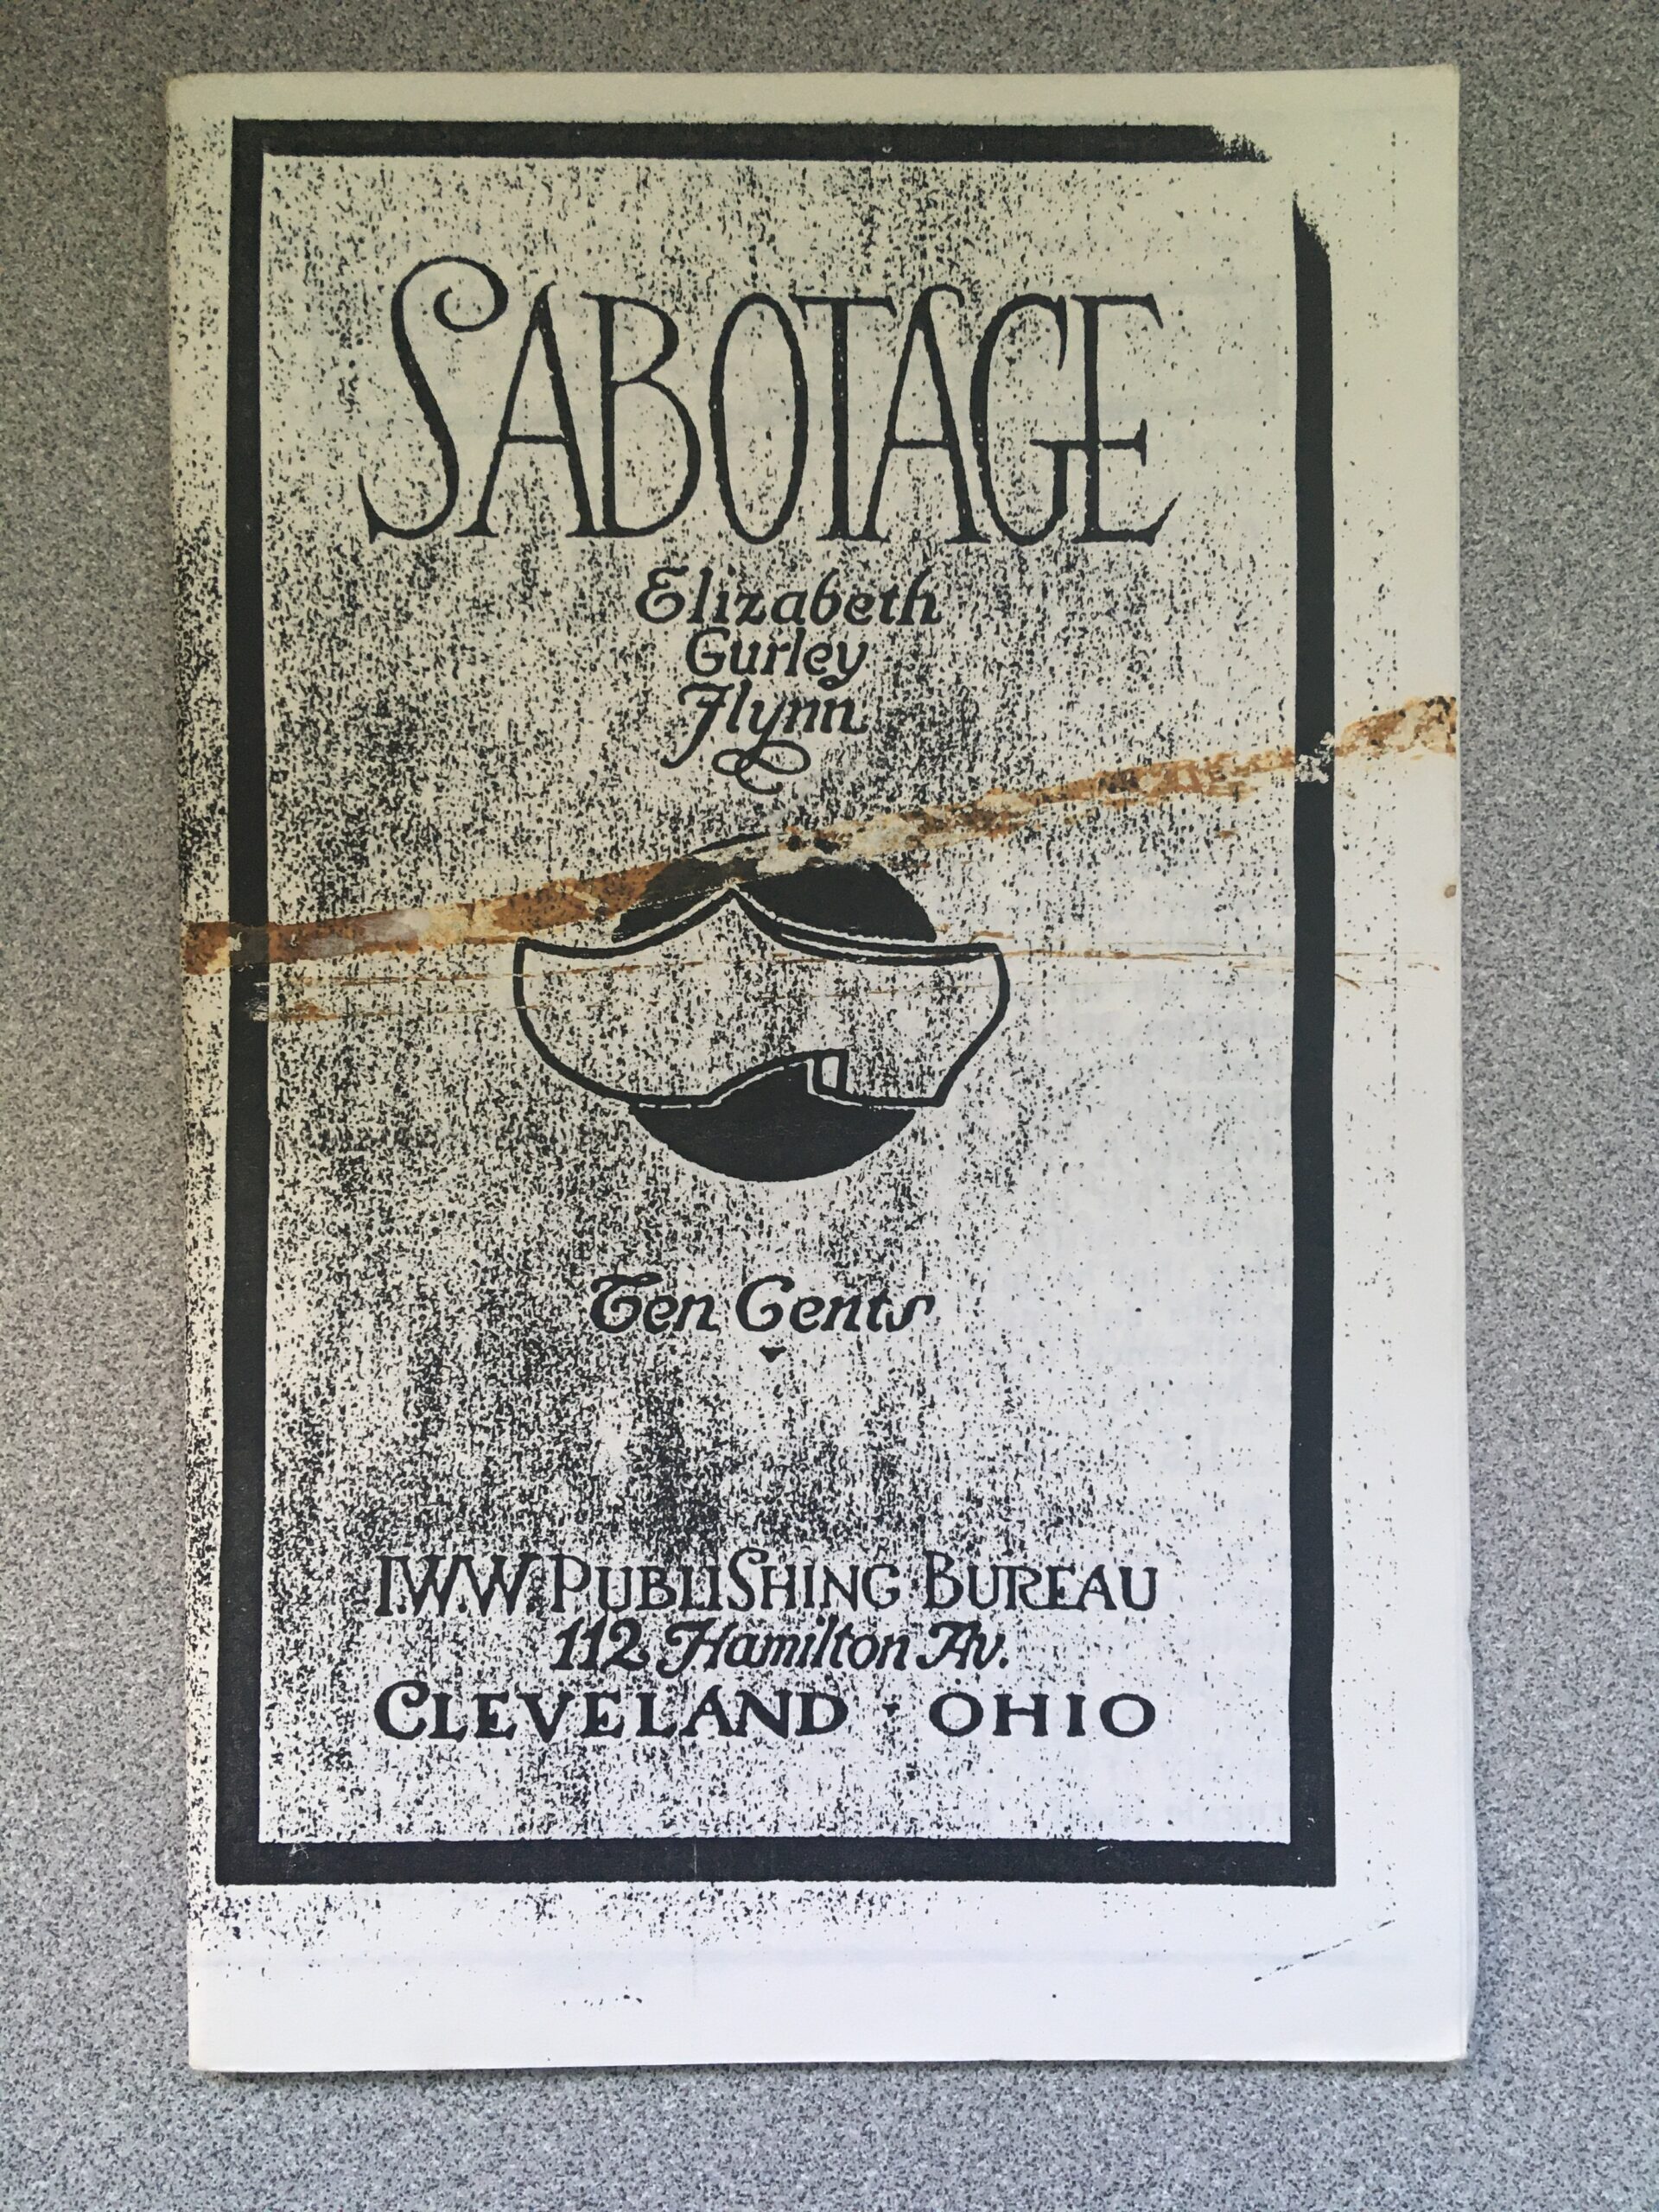 SABOTAGE
Elizabeth
Gurley
Flynn
Ten Cents
I.W.W. PUBLISHING BUREAU
112 Hamilton Av.
CLEVELAND · OHIO